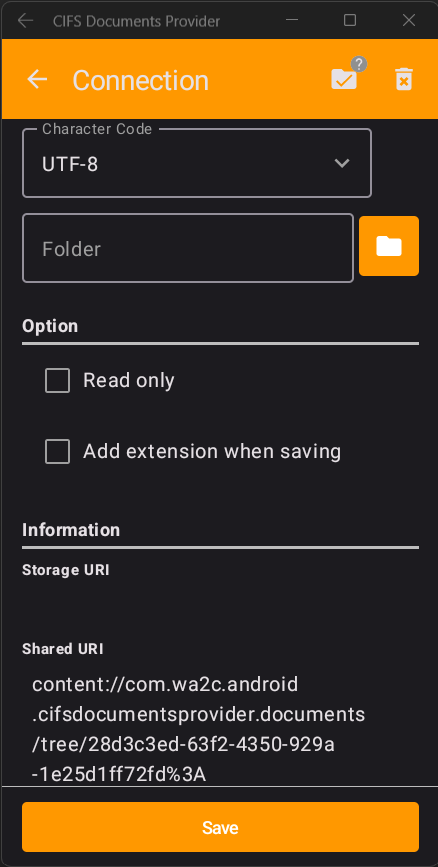 CIFS Documents Provider
Connection
?
Character Code
UTF-8
Folder
Option
Read only
Add extension when saving
Information
Storage URI
Shared URI
content://com.wa2c.android
.cifsdocumentsprovider.documents
/tree/28d3c3ed-63f2-4350-929a
-1e25d1ff72fd%3A
Save